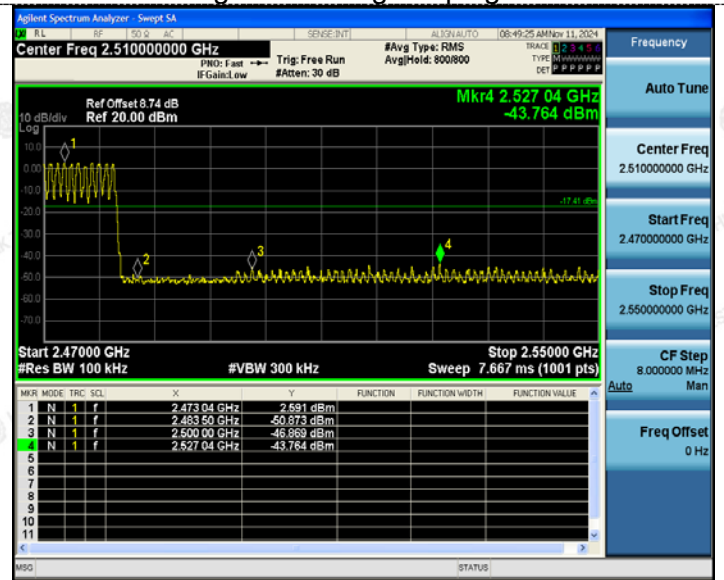 Agilent Spectrum Analyzer - Swept SA
RL RF 50 Ω AC SENSE:INT ALIGN AUTO 08:49:25 AM Nov 11, 2024
Center Freq 2.510000000 GHz
PNO: Fast
IFGain:Low
Trig: Free Run
#Atten: 30 dB
#Avg Type: RMS
Avg|Hold: 800/800
TRACE 1 2 3 4 5 6
TYPE M
DET P P P P P P
Ref Offset 8.74 dB
Ref 20.00 dBm
10 dB/div
Log
Mkr4 2.527 04 GHz
-43.764 dBm
10.0
0.00
-10.0
-20.0
-30.0
-40.0
-50.0
-60.0
-70.0
1
2
3
4
-17.41 dBm
Start 2.47000 GHz Stop 2.55000 GHz
#Res BW 100 kHz #VBW 300 kHz Sweep 7.667 ms (1001 pts)
MKR MODE TRC SCL X Y FUNCTION FUNCTION WIDTH FUNCTION VALUE
1 N 1 f 2.473 04 GHz 2.591 dBm
2 N 1 f 2.483 50 GHz -50.873 dBm
3 N 1 f 2.500 00 GHz -46.869 dBm
4 N 1 f 2.527 04 GHz -43.764 dBm
5
6
7
8
9
10
11
MSG STATUS
Frequency
Auto Tune
Center Freq
2.510000000 GHz
Start Freq
2.470000000 GHz
Stop Freq
2.550000000 GHz
CF Step
8.000000 MHz
Auto Man
Freq Offset
0 Hz